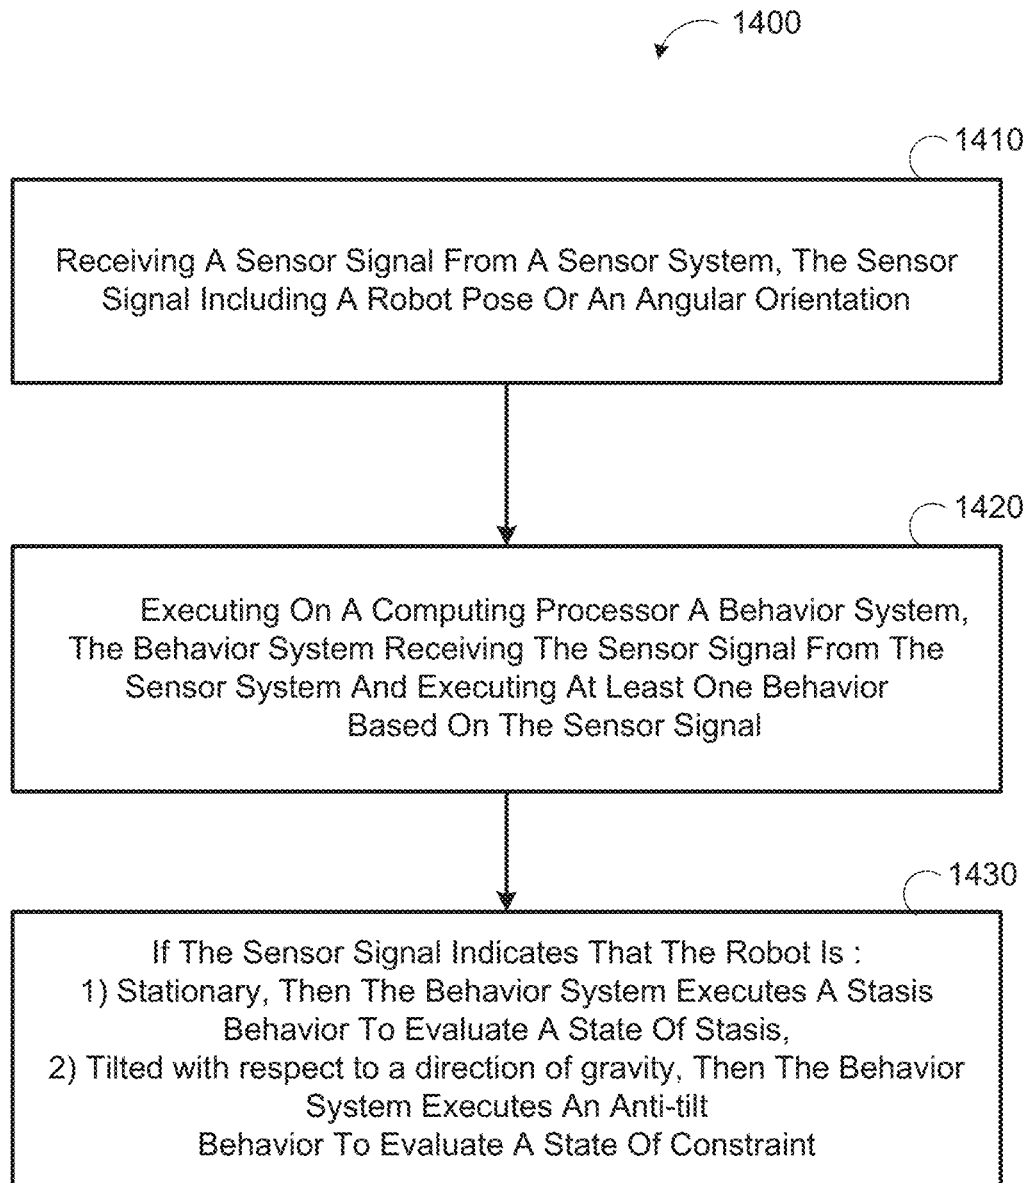 1400
1410
Receiving A Sensor Signal From A Sensor System, The Sensor
Signal Including A Robot Pose Or An Angular Orientation
1420
Executing On A Computing Processor A Behavior System,
The Behavior System Receiving The Sensor Signal From The
Sensor System And Executing At Least One Behavior
Based On The Sensor Signal
1430
If The Sensor Signal Indicates That The Robot Is :
1) Stationary, Then The Behavior System Executes A Stasis
Behavior To Evaluate A State Of Stasis,
2) Tilted with respect to a direction of gravity, Then The Behavior
System Executes An Anti-tilt
Behavior To Evaluate A State Of Constraint